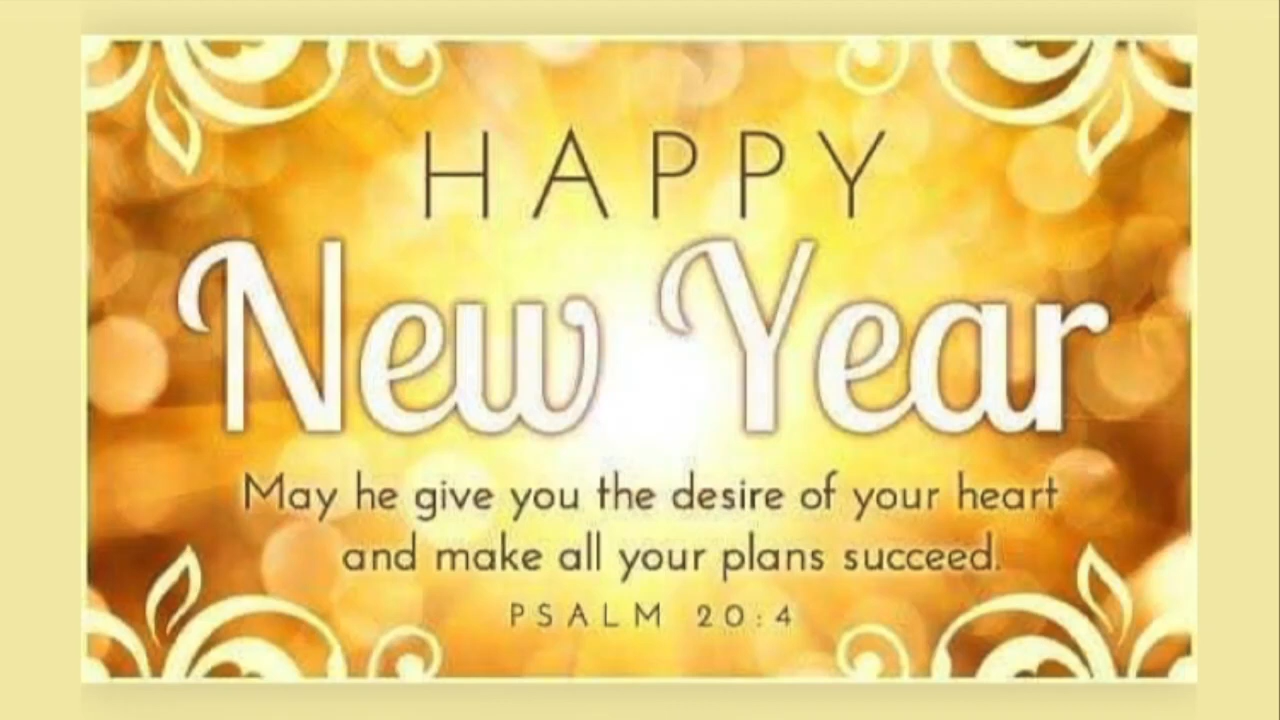 HAPPY
New Year
May he give you the desire of your heart
and make all your plans succeed.
PSALM 20:4